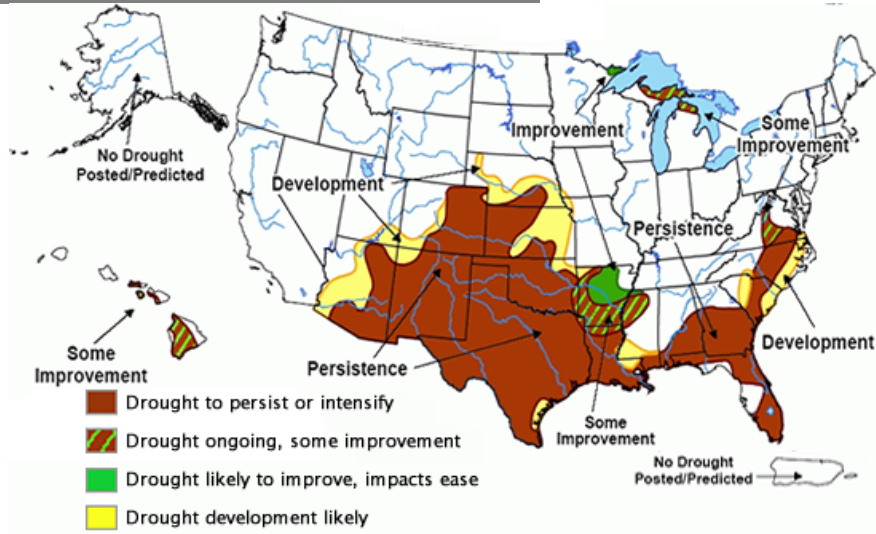 No Drought
Posted/Predicted
Improvement
Some
Improvement
Development
Persistence
Development
Persistence
Some
Improvement
Some
Improvement
No Drought
Posted/Predicted
Drought to persist or intensify
Drought ongoing, some improvement
Drought likely to improve, impacts ease
Drought development likely